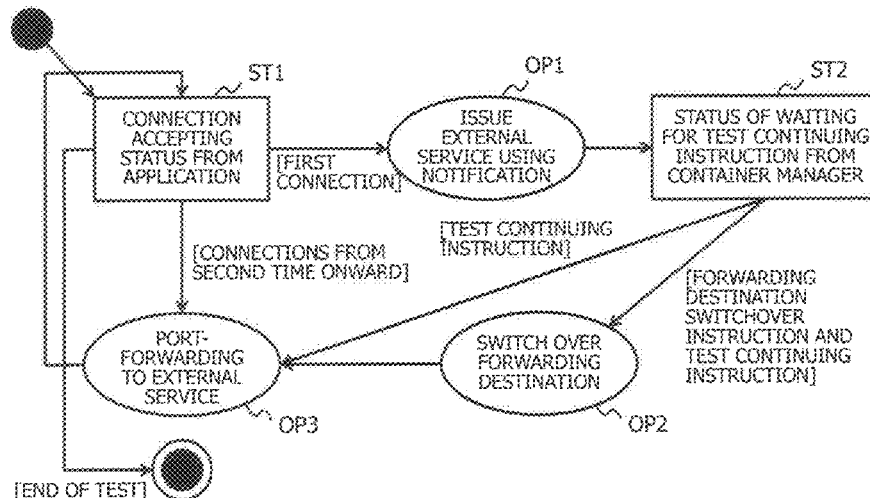 ST1
OP1
ST2
CONNECTION
ACCEPTING
STATUS FROM
APPLICATION
[FIRST
CONNECTION]
ISSUE
EXTERNAL
SERVICE USING
NOTIFICATION
STATUS OF WAITING
FOR TEST CONTINUING
INSTRUCTION FROM
CONTAINER MANAGER
[CONNECTIONS FROM
SECOND TIME ONWARD]
[TEST CONTINUING
INSTRUCTION]
[FORWARDING
DESTINATION
SWITCHOVER
INSTRUCTION AND
TEST CONTINUING
INSTRUCTION]
PORT-
FORWARDING
TO EXTERNAL
SERVICE
SWITCH OVER
FORWARDING
DESTINATION
OP3
OP2
[END OF TEST]